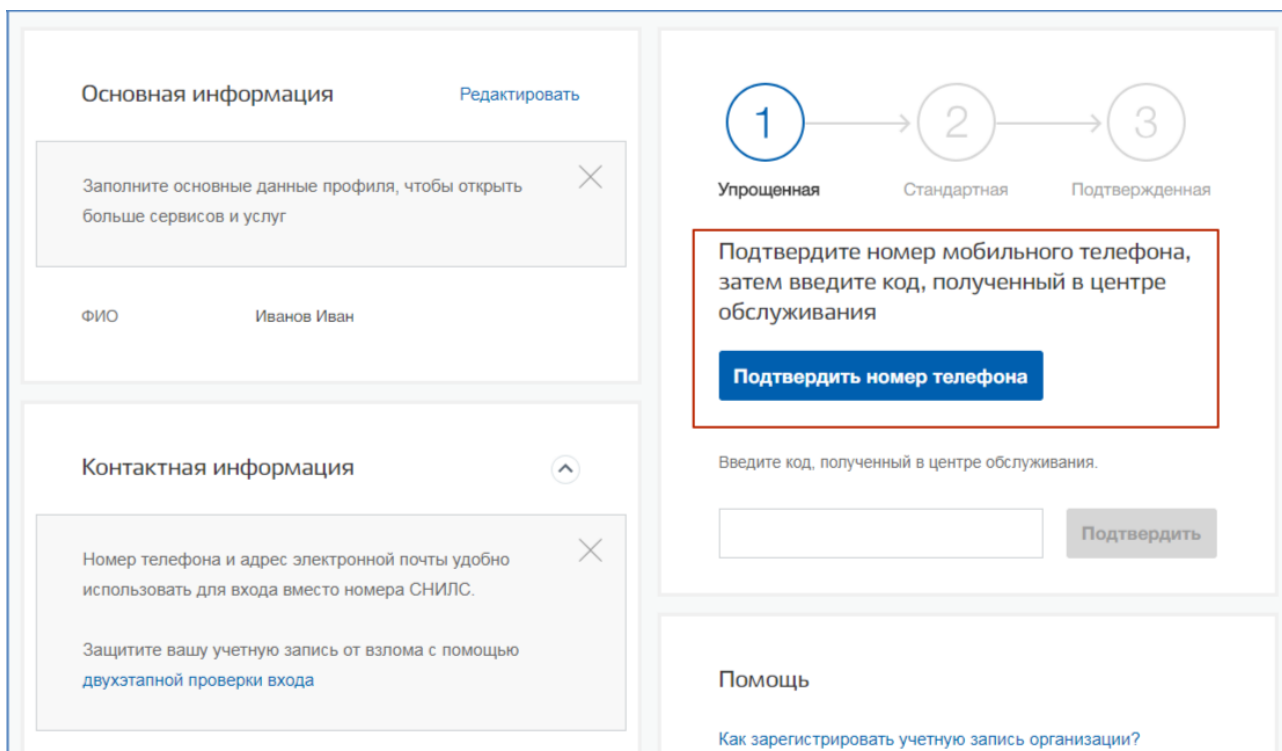 Основная информация
Редактировать
Заполните основные данные профиля, чтобы открыть
больше сервисов и услуг
ФИО
Иванов Иван
Контактная информация
Номер телефона и адрес электронной почты удобно
использовать для входа вместо номера СНИЛС.
Защитите вашу учетную запись от взлома с помощью
двухэтапной проверки входа
1
2
3
Упрощенная
Стандартная
Подтвержденная
Подтвердите номер мобильного телефона,
затем введите код, полученный в центре
обслуживания
Подтвердить номер телефона
Введите код, полученный в центре обслуживания.
Подтвердить
Помощь
Как зарегистрировать учетную запись организации?